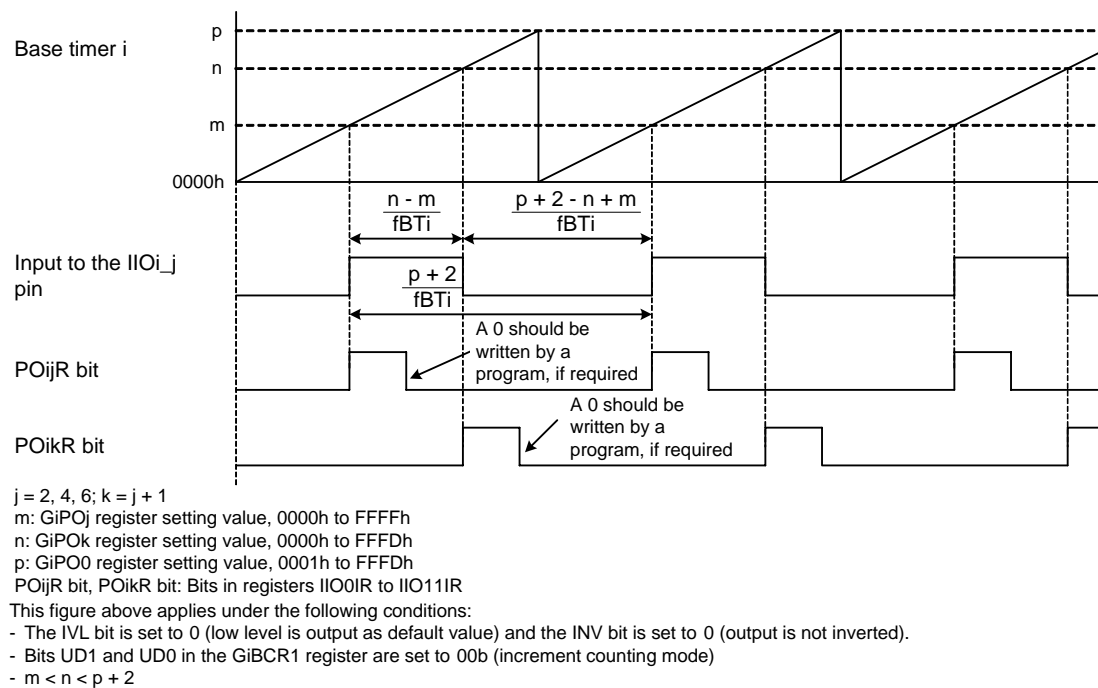 p
Base timer i
n
m
0000h
n - m
fBTi
p + 2 - n + m
fBTi
Input to the IIOi_j
pin
p + 2
fBTi
A 0 should be
written by a
program, if required
POijR bit
A 0 should be
written by a
program, if required
POikR bit
j = 2, 4, 6; k = j + 1
m: GiPOj register setting value, 0000h to FFFFh
n: GiPOk register setting value, 0000h to FFFDh
p: GiPO0 register setting value, 0001h to FFFDh
POijR bit, POikR bit: Bits in registers IIO0IR to IIO11IR
This figure above applies under the following conditions:
- The IVL bit is set to 0 (low level is output as default value) and the INV bit is set to 0 (output is not inverted).
- Bits UD1 and UD0 in the GiBCR1 register are set to 00b (increment counting mode)
- m < n < p + 2